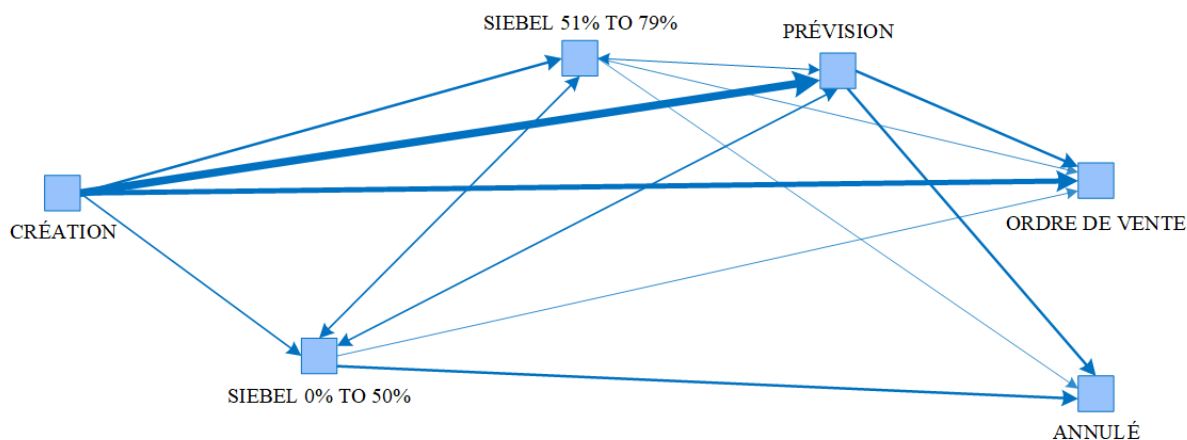 SIEBEL 51% TO 79%
PRÉVISION
CRÉATION
ORDRE DE VENTE
SIEBEL 0% TO 50%
ANNULÉ